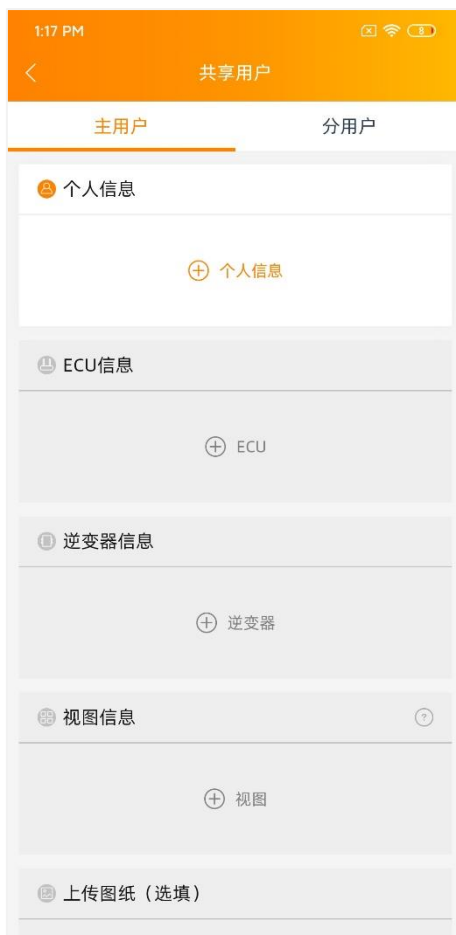 1:17 PM 8
共享用户
主用户 分用户
个人信息
个人信息
ECU信息
ECU
逆变器信息
逆变器
视图信息 ?
视图
上传图纸（选填）